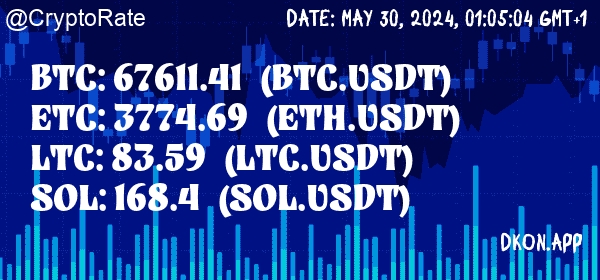 @CryptoRate
DATE: MAY 30, 2024, 01:05:04 GMT+1
BTC: 67611.41 (BTC.USDT)
ETC: 3774.69 (ETH.USDT)
LTC: 83.59 (LTC.USDT)
SOL: 168.4 (SOL.USDT)
DKON.APP